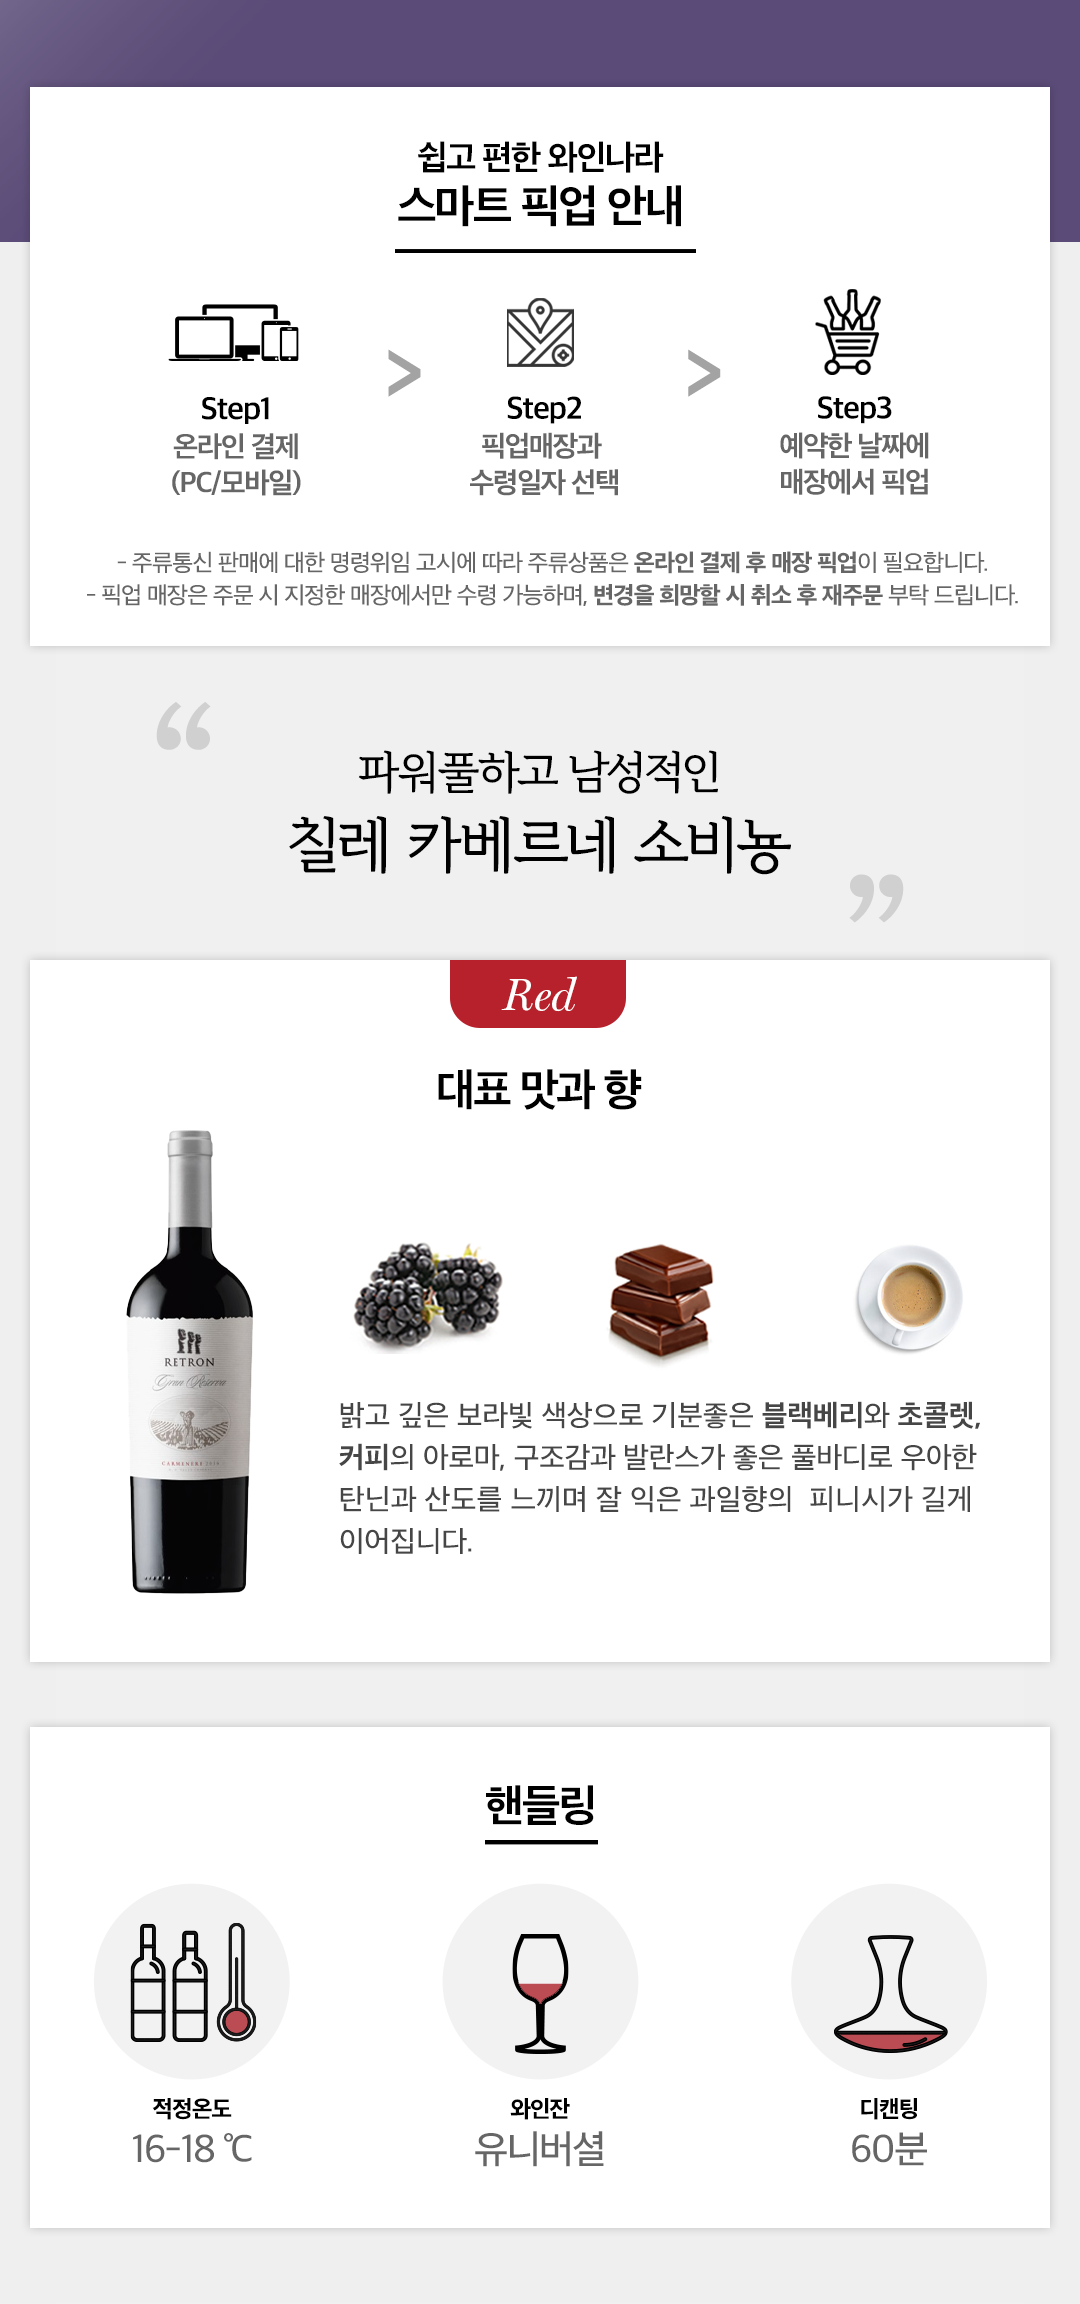 쉽고 편한 와인나라
스마트 픽업 안내
>
>
Step1
온라인 결제
(PC/모바일)
Step2
픽업매장과
수령일자 선택
Step3
예약한 날짜에
매장에서 픽업
- 주류통신 판매에 대한 명령위임 고시에 따라 주류상품은 온라인 결제 후 매장 픽업이 필요합니다.
- 픽업 매장은 주문 시 지정한 매장에서만 수령 가능하며, 변경을 희망할 시 취소 후 재주문 부탁 드립니다.
“
파워풀하고 남성적인
칠레 카베르네 소비뇽
”
Red
대표 맛과 향
RETRON
Gran Reserva
CARMENERE
밝고 깊은 보라빛 색상으로 기분좋은 블랙베리와 초콜렛,
커피의 아로마, 구조감과 발란스가 좋은 풀바디로 우아한
탄닌과 산도를 느끼며 잘 익은 과일향의 피니시가 길게
이어집니다.
핸들링
적정온도
16-18 ℃
와인잔
유니버셜
디캔팅
60분